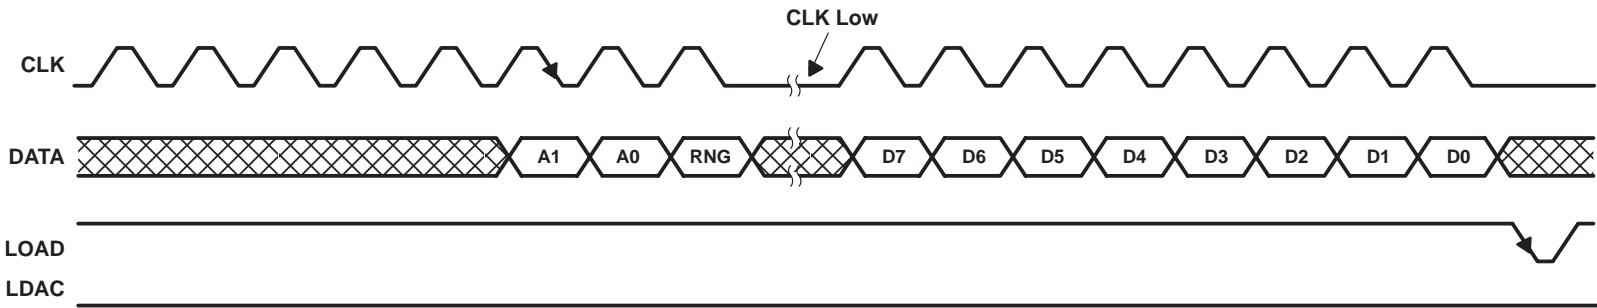 CLK Low
CLK
DATA
A1 A0 RNG D7 D6 D5 D4 D3 D2 D1 D0
LOAD
LDAC